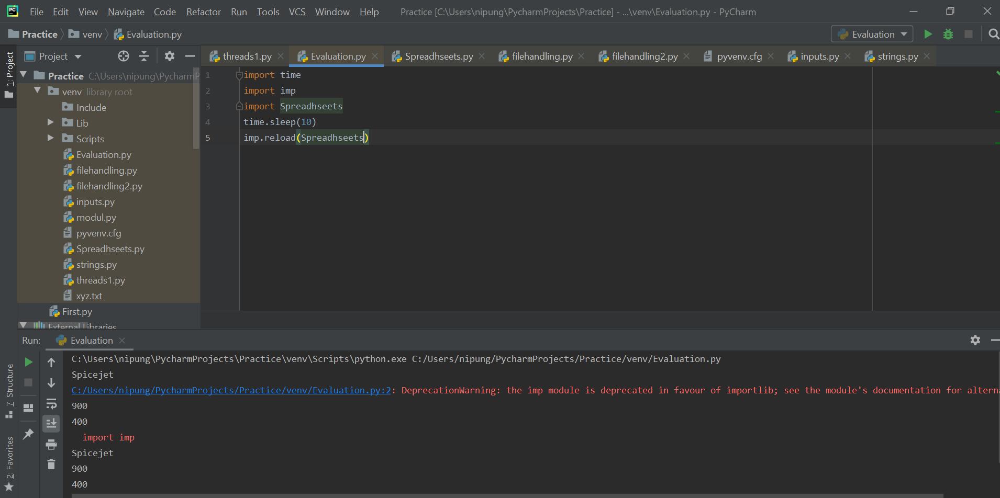 File Edit View Navigate Code Refactor Run Tools VCS Window Help Practice [C:\Users\nipung\PycharmProjects\Practice] - ...\venv\Evaluation.py - PyCharm
Practice venv Evaluation.py Evaluation
Project threads1.py Evaluation.py Spreadhseets.py filehandling.py filehandling2.py pyvenv.cfg inputs.py strings.py
1: Project
Practice C:\Users\nipung\PycharmP
venv library root
Include
Lib
Scripts
Evaluation.py
filehandling.py
filehandling2.py
inputs.py
modul.py
pyvenv.cfg
Spreadhseets.py
strings.py
threads1.py
xyz.txt
First.py
External Libraries
1 import time
2 import imp
3 import Spreadhseets
4 time.sleep(10)
5 imp.reload(Spreadhseets)
Run: Evaluation
7: Structure
2: Favorites
C:\Users\nipung\PycharmProjects\Practice\venv\Scripts\python.exe C:/Users/nipung/PycharmProjects/Practice/venv/Evaluation.py
Spicejet
C:/Users/nipung/PycharmProjects/Practice/venv/Evaluation.py:2: DeprecationWarning: the imp module is deprecated in favour of importlib; see the module's documentation for altern
900
400
import imp
Spicejet
900
400